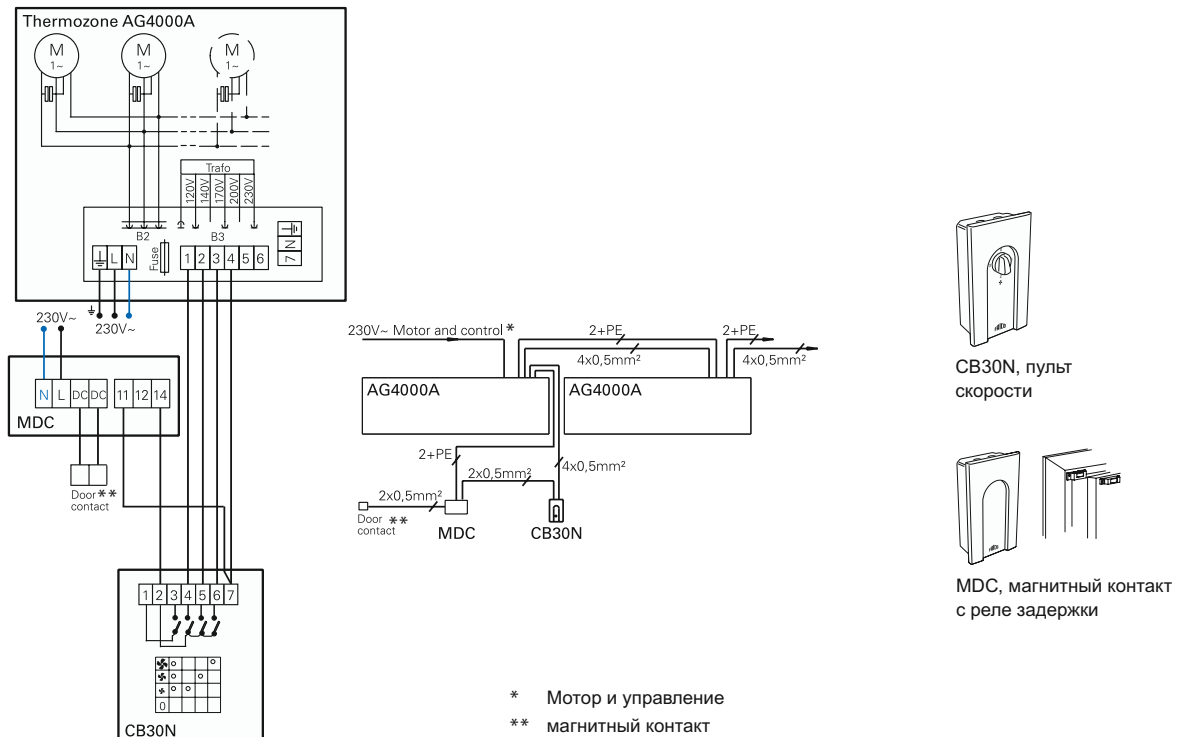 Thermozone AG4000A
M M M
1~ 1~ 1~
Trafo
120V 140V 170V 200V 230V
B2 Fuse B3
L N 1 2 3 4 5 6 7 N
230V~ 230V~
N L DC DC 11 12 14
MDC
Door **
contact
1 2 3 4 5 6 7
0
CB30N
230V~ Motor and control * 2+PE 2+PE
4x0,5mm² 4x0,5mm²
AG4000A AG4000A
2+PE 4x0,5mm²
2x0,5mm²
2x0,5mm²
Door **
contact
MDC CB30N
* Мотор и управление
** магнитный контакт
CB30N, пульт
скорости
MDC, магнитный контакт
с реле задержки